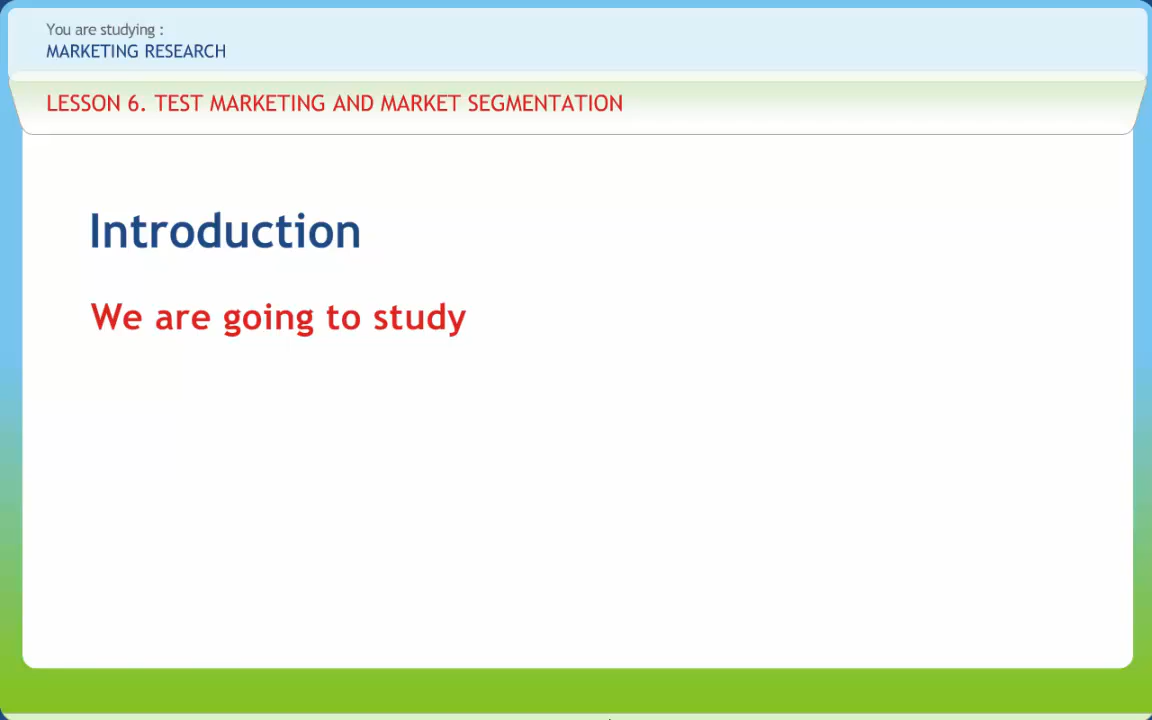 You are studying :
MARKETING RESEARCH
LESSON 6. TEST MARKETING AND MARKET SEGMENTATION
Introduction
We are going to study